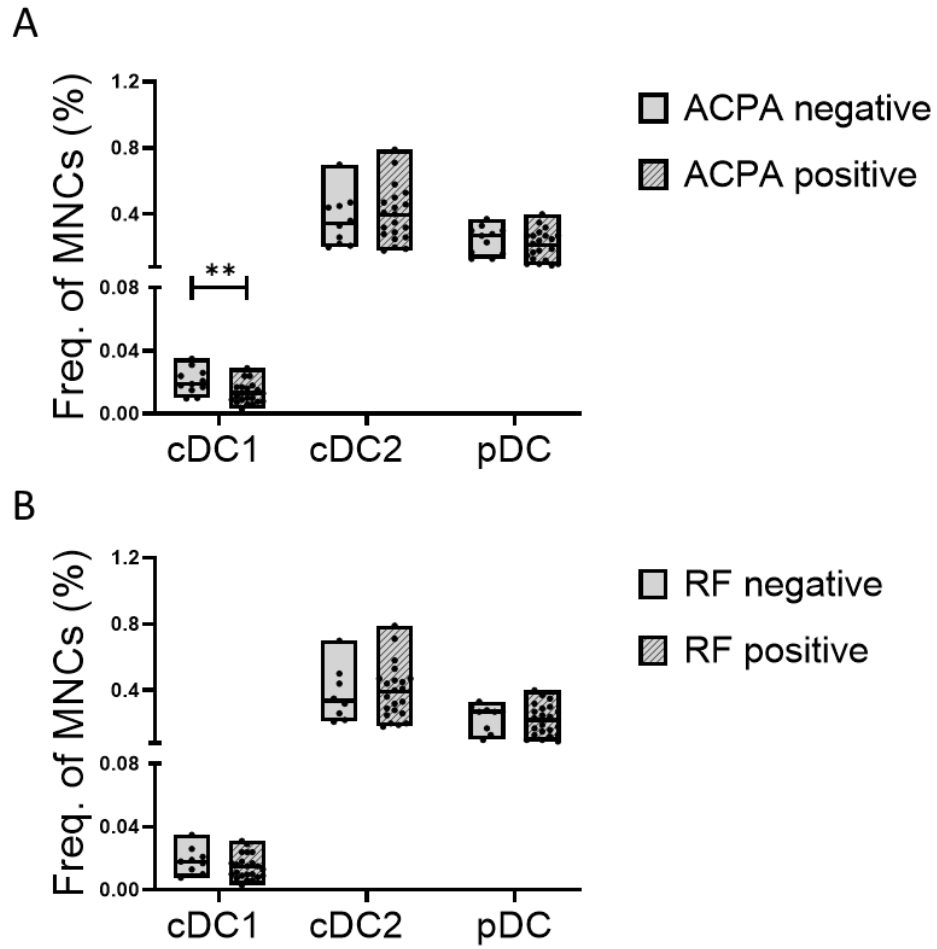 A
Freq. of MNCs (%)
1.2
0.8
0.4
0.08
0.04
0.00
**
cDC1
cDC2
pDC
ACPA negative
ACPA positive
B
Freq. of MNCs (%)
1.2
0.8
0.4
0.08
0.04
0.00
cDC1
cDC2
pDC
RF negative
RF positive